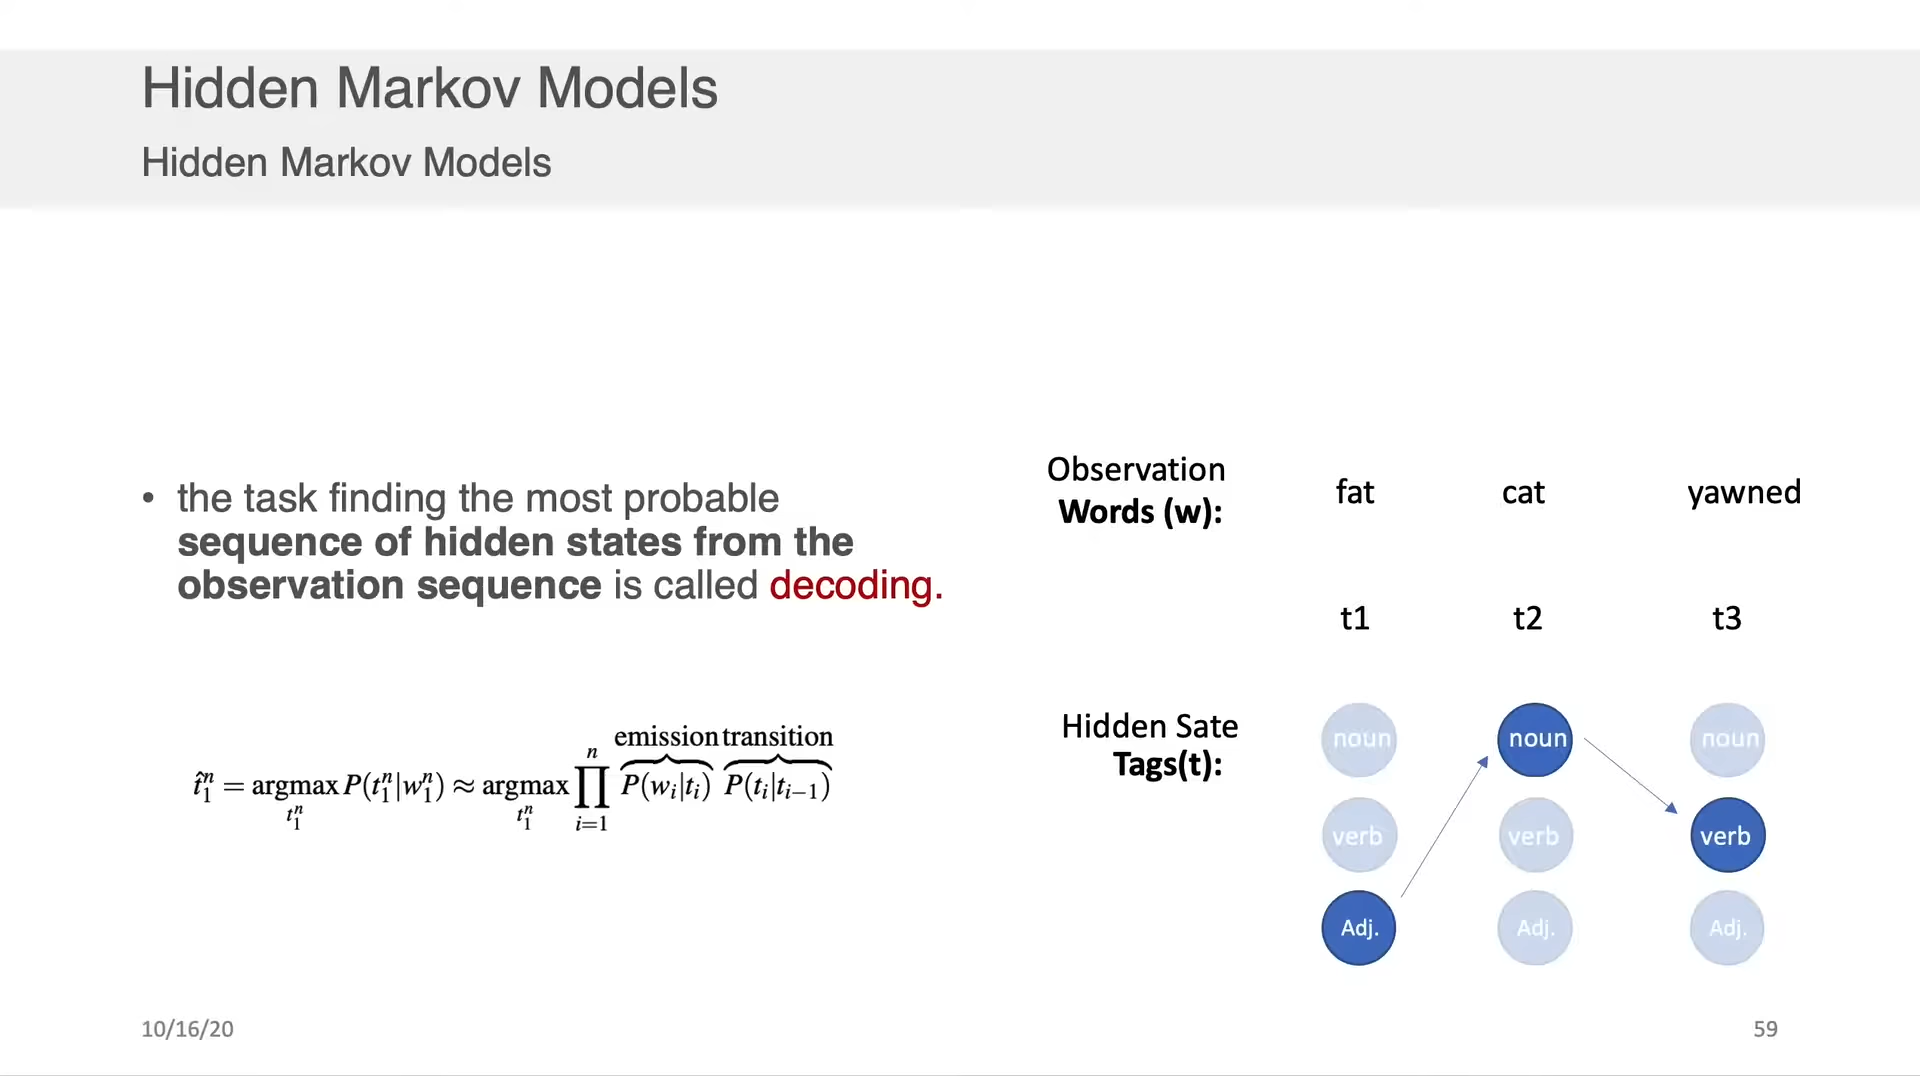 Hidden Markov Models
Hidden Markov Models
• the task finding the most probable
sequence of hidden states from the
observation sequence is called decoding.
emission transition
t̂₁ⁿ = argmax P(t₁ⁿ|w₁ⁿ) ≈ argmax ∏ P(wᵢ|tᵢ) P(tᵢ|tᵢ₋₁)
t₁ⁿ t₁ⁿ i=1 n
Observation
Words (w):
fat cat yawned
t1 t2 t3
Hidden Sate
Tags(t):
noun noun noun
verb verb verb
Adj. Adj. Adj.
10/16/20
59